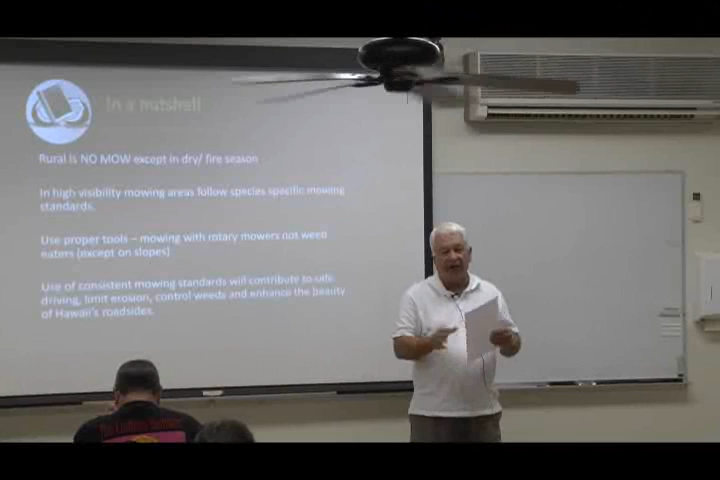 In a nutshell
Rural is NO MOW except in dry/ fire season
In high visibility mowing areas follow species specific mowing
standards.
Use proper tools – mowing with rotary mowers not weed
eaters (except on slopes)
Use of consistent mowing standards will contribute to safe
driving, limit erosion, control weeds and enhance the beauty
of Hawaii's roadsides.